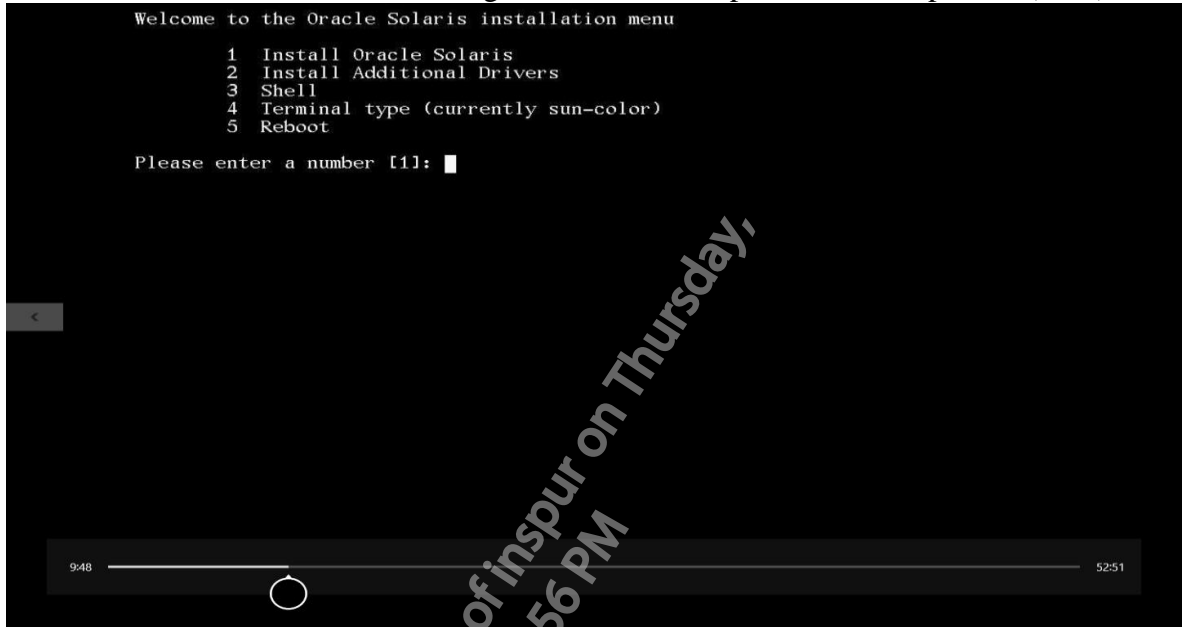 Welcome to the Oracle Solaris installation menu
1 Install Oracle Solaris
2 Install Additional Drivers
3 Shell
4 Terminal type (currently sun-color)
5 Reboot
Please enter a number [1]:
<
of inspur on Thursday,
56 PM
9:48
52:51